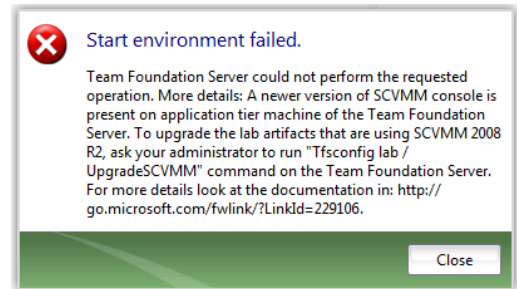 Start environment failed.
Team Foundation Server could not perform the requested
operation. More details: A newer version of SCVMM console is
present on application tier machine of the Team Foundation
Server. To upgrade the lab artifacts that are using SCVMM 2008
R2, ask your administrator to run "Tfsconfig lab /
UpgradeSCVMM" command on the Team Foundation Server.
For more details look at the documentation in: http://
go.microsoft.com/fwlink/?LinkId=229106.
Close